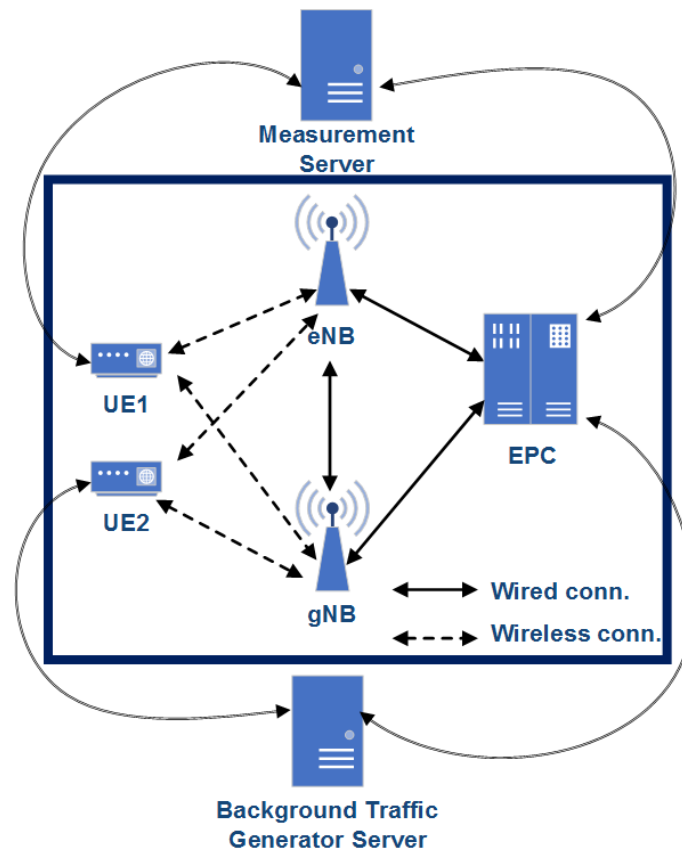 Measurement
Server
eNB
UE1
EPC
UE2
gNB
Wired conn.
Wireless conn.
Background Traffic
Generator Server